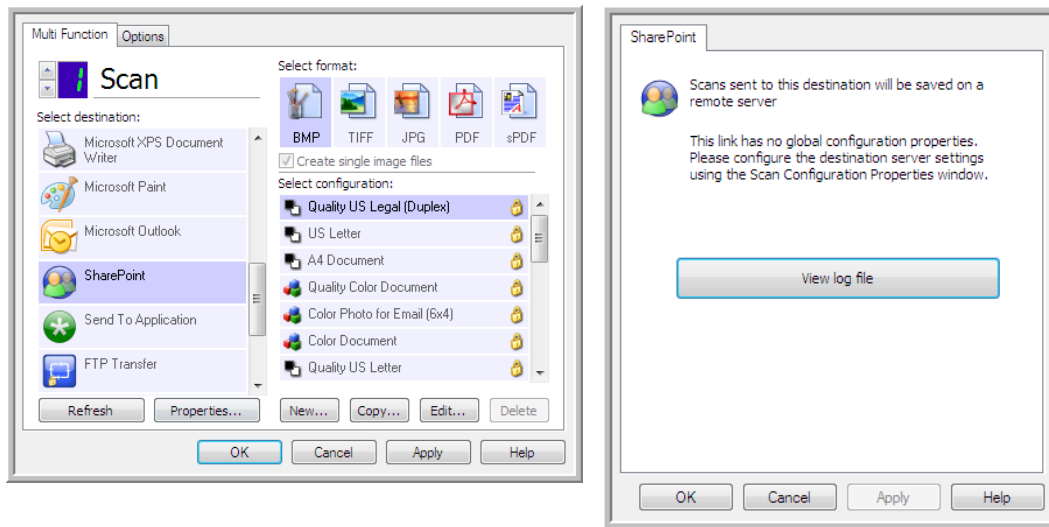 Multi Function
Options
1
Scan
Select destination:
Microsoft XPS Document
Writer
Microsoft Paint
Microsoft Outlook
SharePoint
Send To Application
FTP Transfer
Refresh
Properties...
Select format:
BMP
TIFF
JPG
PDF
sPDF
Create single image files
Select configuration:
Quality US Legal (Duplex)
US Letter
A4 Document
Quality Color Document
Color Photo for Email (6x4)
Color Document
Quality US Letter
New...
Copy...
Edit...
Delete
OK
Cancel
Apply
Help
SharePoint
Scans sent to this destination will be saved on a
remote server
This link has no global configuration properties.
Please configure the destination server settings
using the Scan Configuration Properties window.
View log file
OK
Cancel
Apply
Help